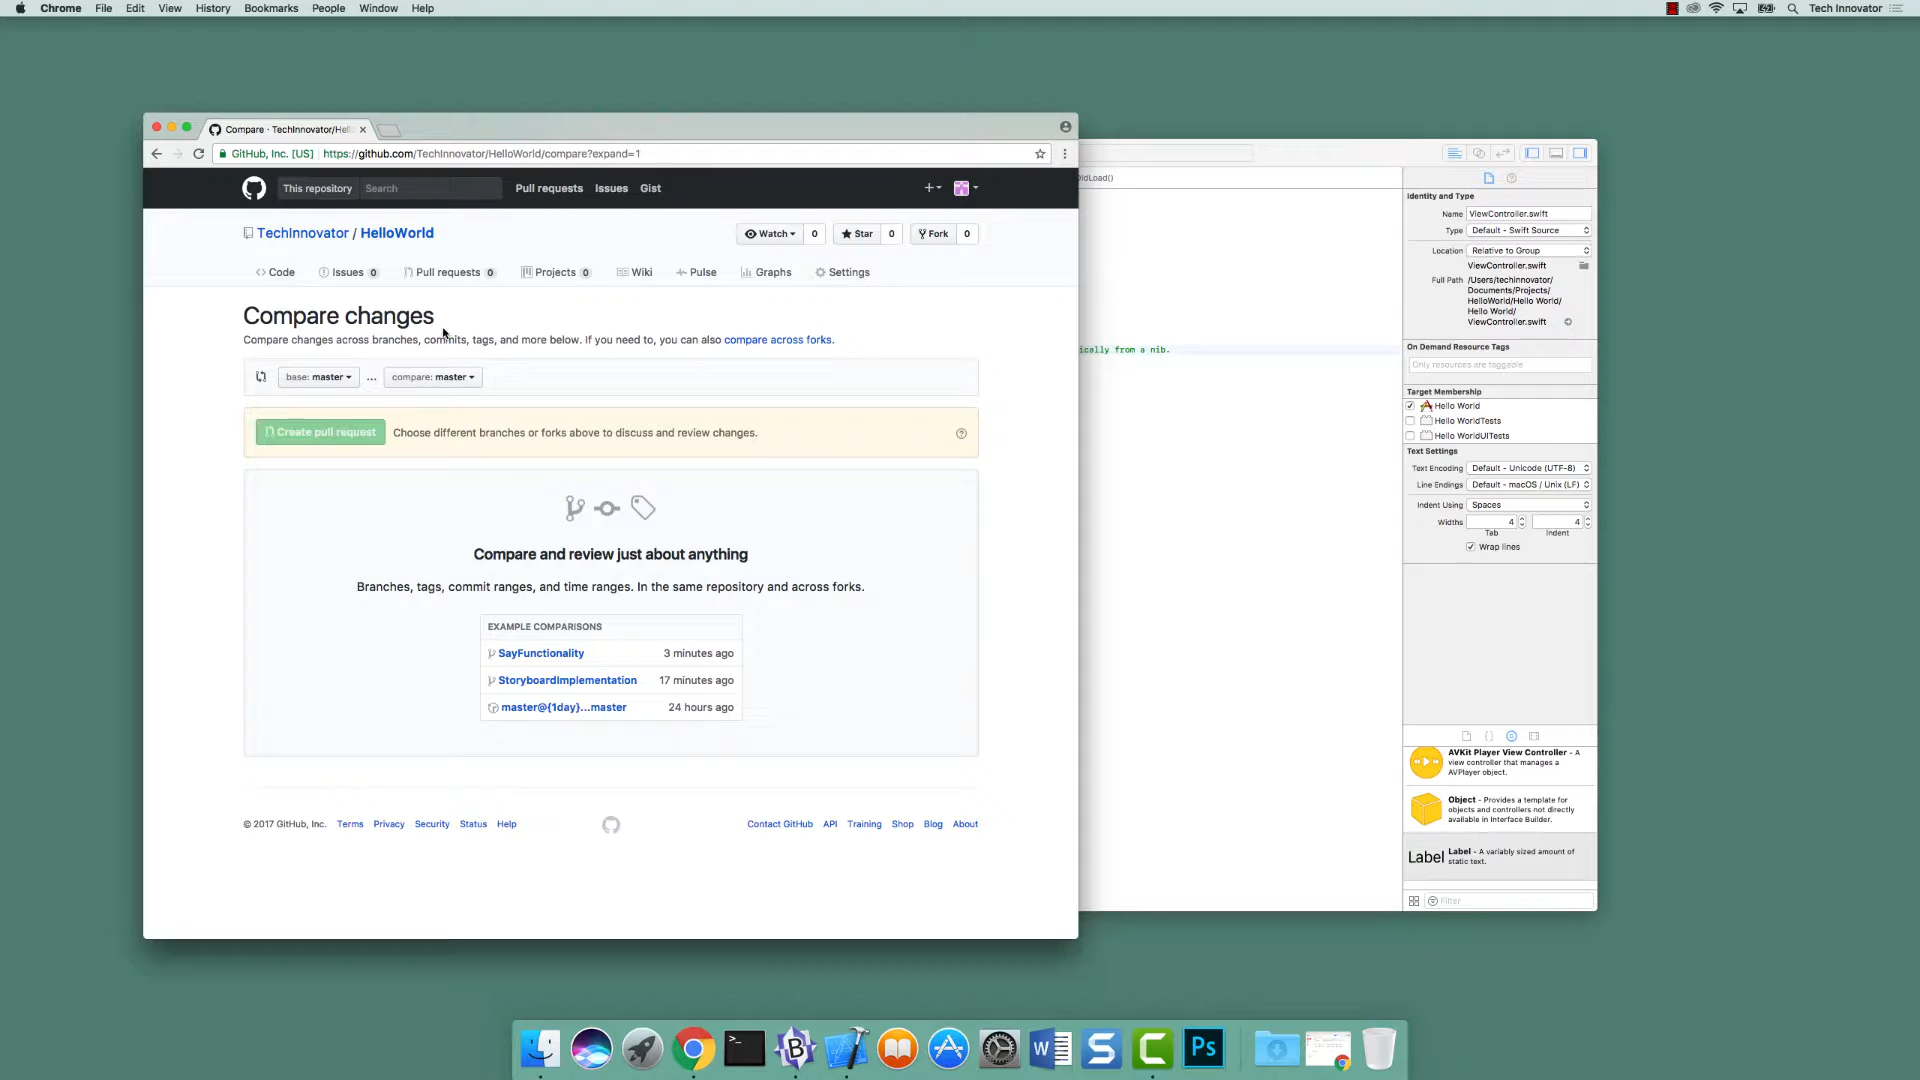 Chrome File Edit View History Bookmarks People Window Help
Tech Innovator
Compare · TechInnovator/Hell
GitHub, Inc. [US] https://github.com/TechInnovator/HelloWorld/compare?expand=1
This repository Search Pull requests Issues Gist
TechInnovator / HelloWorld
Watch 0 Star 0 Fork 0
Code Issues 0 Pull requests 0 Projects 0 Wiki Pulse Graphs Settings
Compare changes
Compare changes across branches, commits, tags, and more below. If you need to, you can also compare across forks.
base: master ... compare: master
Create pull request Choose different branches or forks above to discuss and review changes.
Compare and review just about anything
Branches, tags, commit ranges, and time ranges. In the same repository and across forks.
EXAMPLE COMPARISONS
SayFunctionality 3 minutes ago
StoryboardImplementation 17 minutes ago
master@{1day}...master 24 hours ago
© 2017 GitHub, Inc. Terms Privacy Security Status Help
Contact GitHub API Training Shop Blog About
idLoad()
ically from a nib.
Identity and Type
Name ViewController.swift
Type Default - Swift Source
Location Relative to Group
ViewController.swift
Full Path /Users/techinnovator/
Documents/Projects/
HelloWorld/Hello World/
Hello World/
ViewController.swift
On Demand Resource Tags
Only resources are taggable
Target Membership
Hello World
Hello WorldTests
Hello WorldUITests
Text Settings
Text Encoding Default - Unicode (UTF-8)
Line Endings Default - macOS / Unix (LF)
Indent Using Spaces
Widths 4 4
Tab Indent
Wrap lines
{}
AVKit Player View Controller - A
view controller that manages a
AVPlayer object.
Object - Provides a template for
objects and controllers not directly
available in Interface Builder.
Label Label - A variably sized amount of
static text.
Filter
>_ B W S C Ps